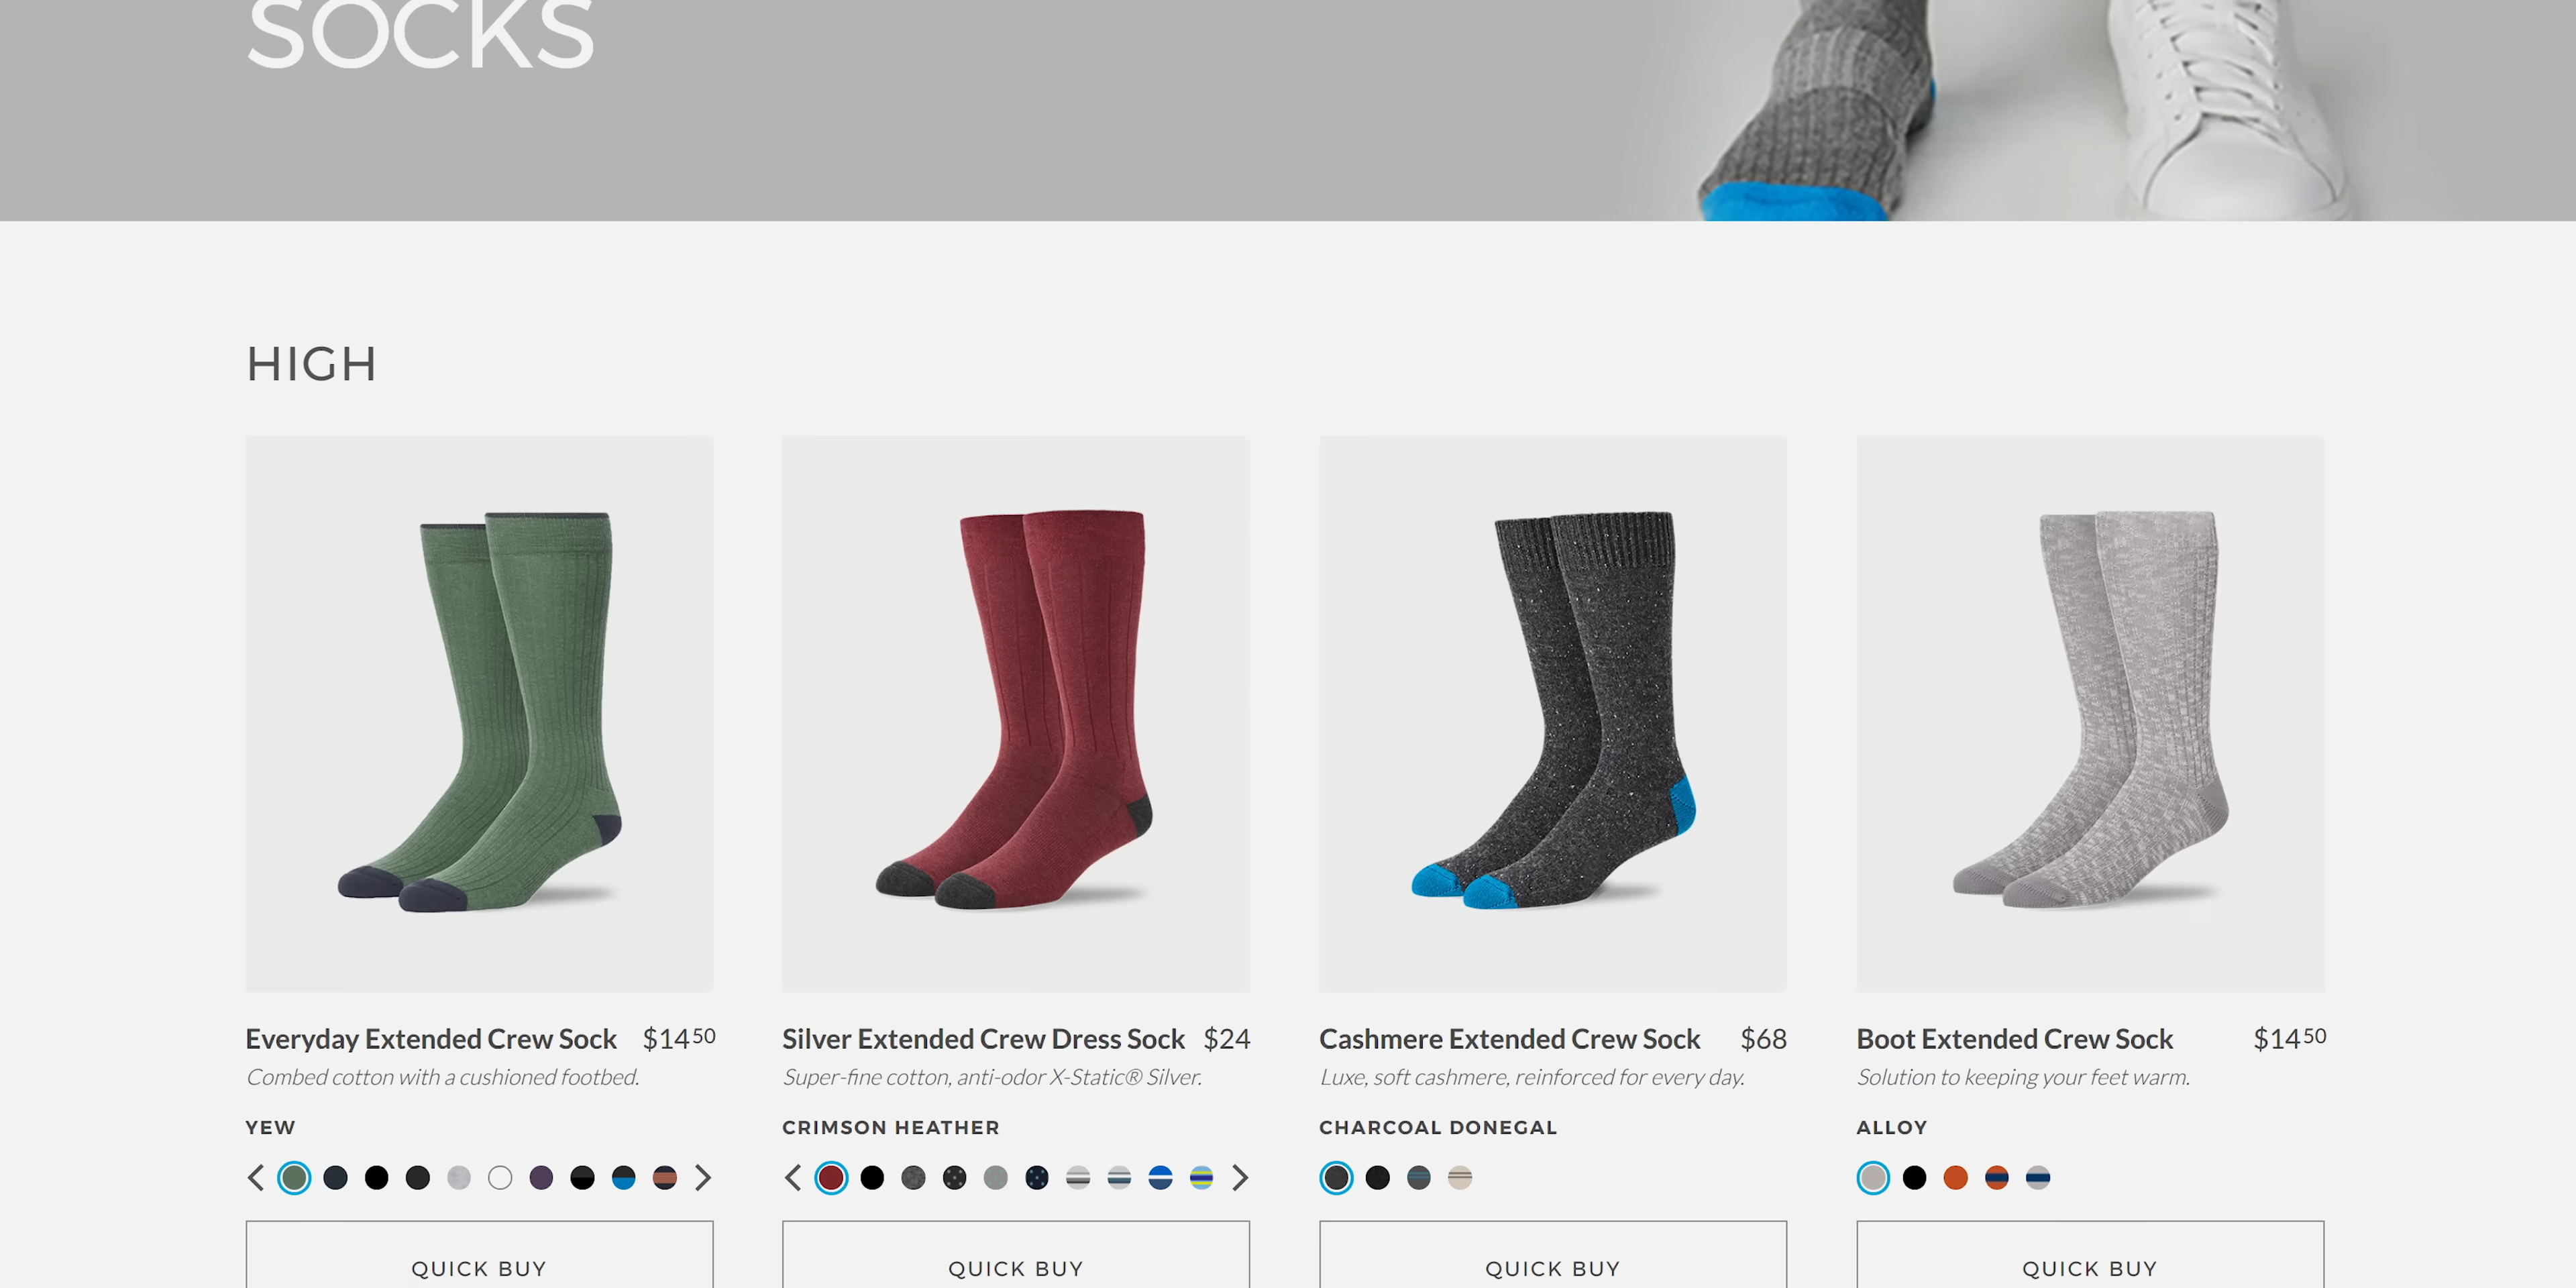 SOCKS
HIGH
Everyday Extended Crew Sock $14 50
Combed cotton with a cushioned footbed.
YEW
QUICK BUY
Silver Extended Crew Dress Sock $24
Super-fine cotton, anti-odor X-Static® Silver.
CRIMSON HEATHER
QUICK BUY
Cashmere Extended Crew Sock $68
Luxe, soft cashmere, reinforced for every day.
CHARCOAL DONEGAL
QUICK BUY
Boot Extended Crew Sock $14 50
Solution to keeping your feet warm.
ALLOY
QUICK BUY